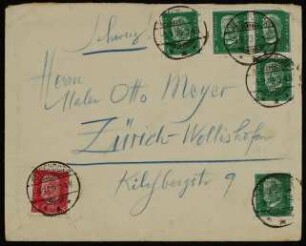 Schweiz
Herrn
Maler Otto Meyer
Zürich-Wollishofen
Kilchbergstr 9